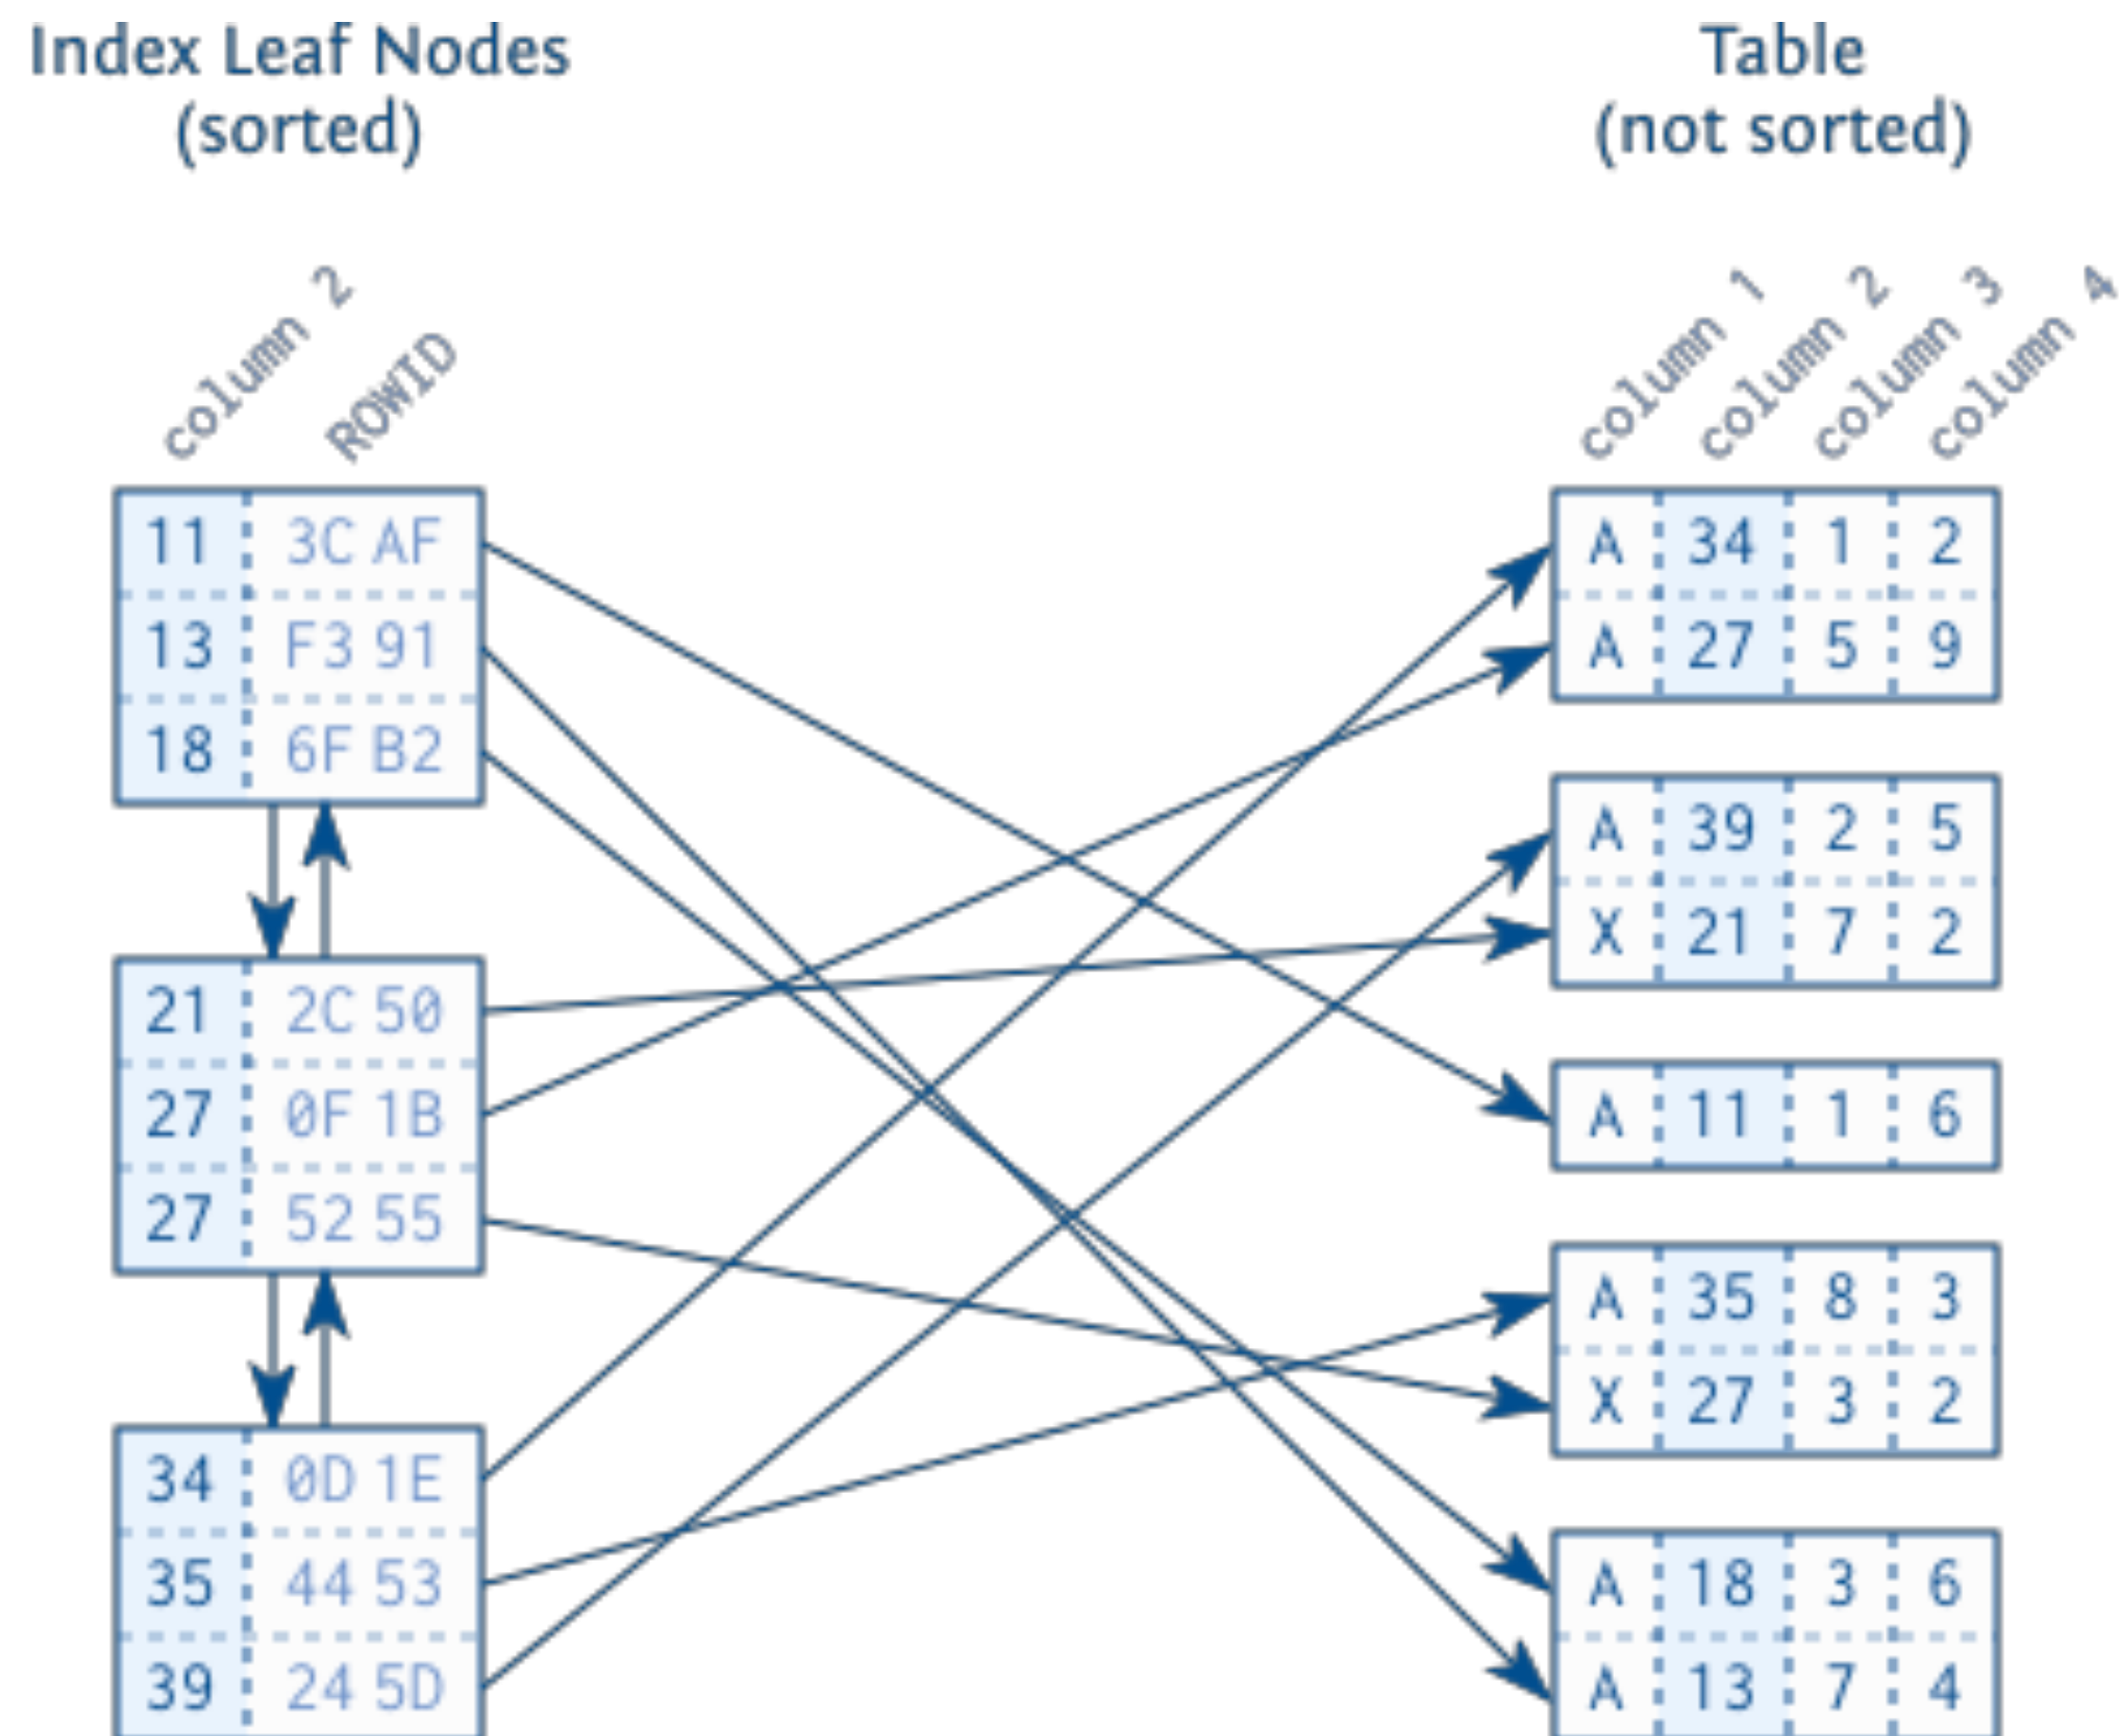 Index Leaf Nodes
(sorted)
Table
(not sorted)
column 2
ROWID
column 1
column 2
column 3
column 4
11 3C AF
13 F3 91
18 6F B2
21 2C 50
27 0F 1B
27 52 55
34 0D 1E
35 44 53
39 24 5D
A 34 1 2
A 27 5 9
A 39 2 5
X 21 7 2
A 11 1 6
A 35 8 3
X 27 3 2
A 18 3 6
A 13 7 4